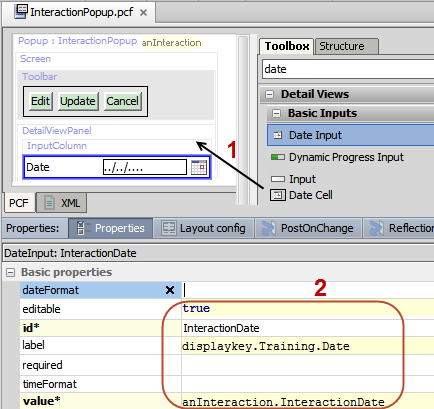 InteractionPopup.pcf ×
Popup : InteractionPopup anInteraction
Screen
Toolbar
Edit Update Cancel
DetailViewPanel
InputColumn
Date ../../....
PCF XML
Toolbox Structure
date
Detail Views
Basic Inputs
Date Input
Dynamic Progress Input
Input
Date Cell
1
Properties: Properties Layout config PostOnChange Reflection
DateInput: InteractionDate
Basic properties
2
dateFormat
editable true
id* InteractionDate
label displaykey.Training.Date
required
timeFormat
value* anInteraction.InteractionDate